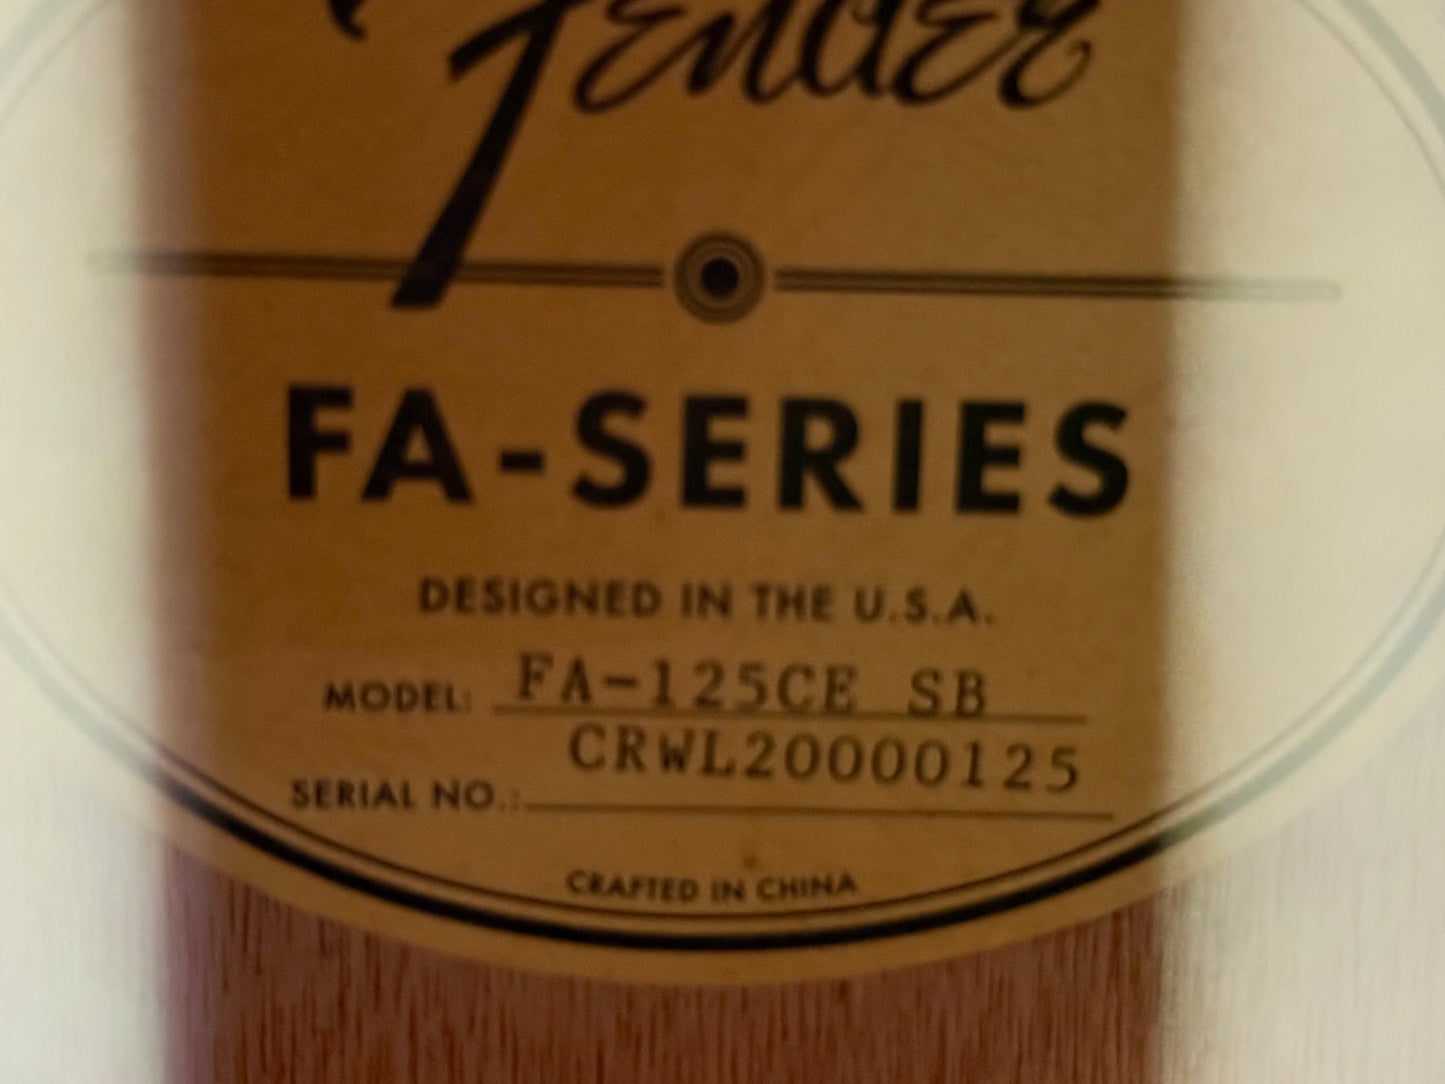 Fender
FA-SERIES
DESIGNED IN THE U.S.A.
MODEL: FA-125CE SB
CRWL20000125
SERIAL NO.:
CRAFTED IN CHINA